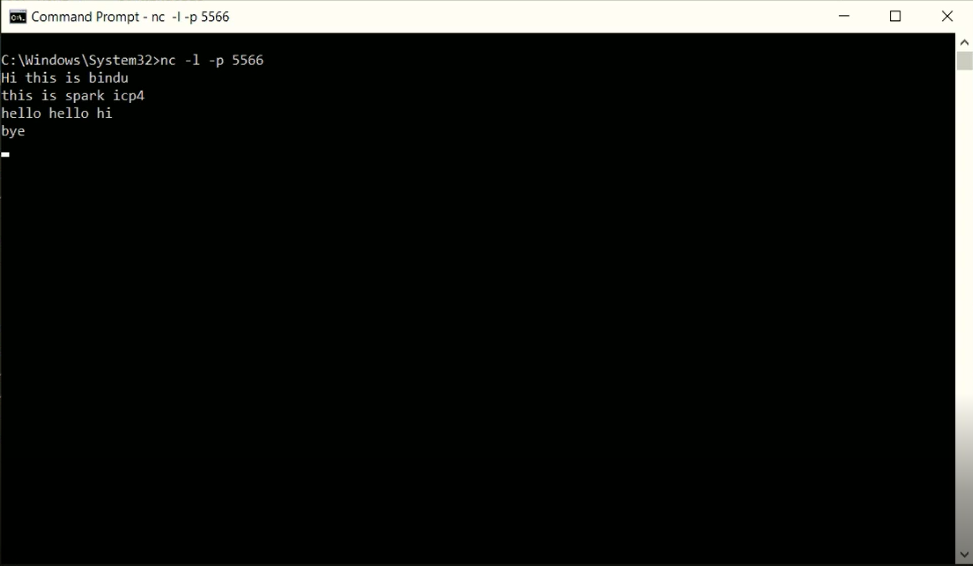 Command Prompt - nc -l -p 5566
C:\Windows\System32>nc -l -p 5566
Hi this is bindu
this is spark icp4
hello hello hi
bye